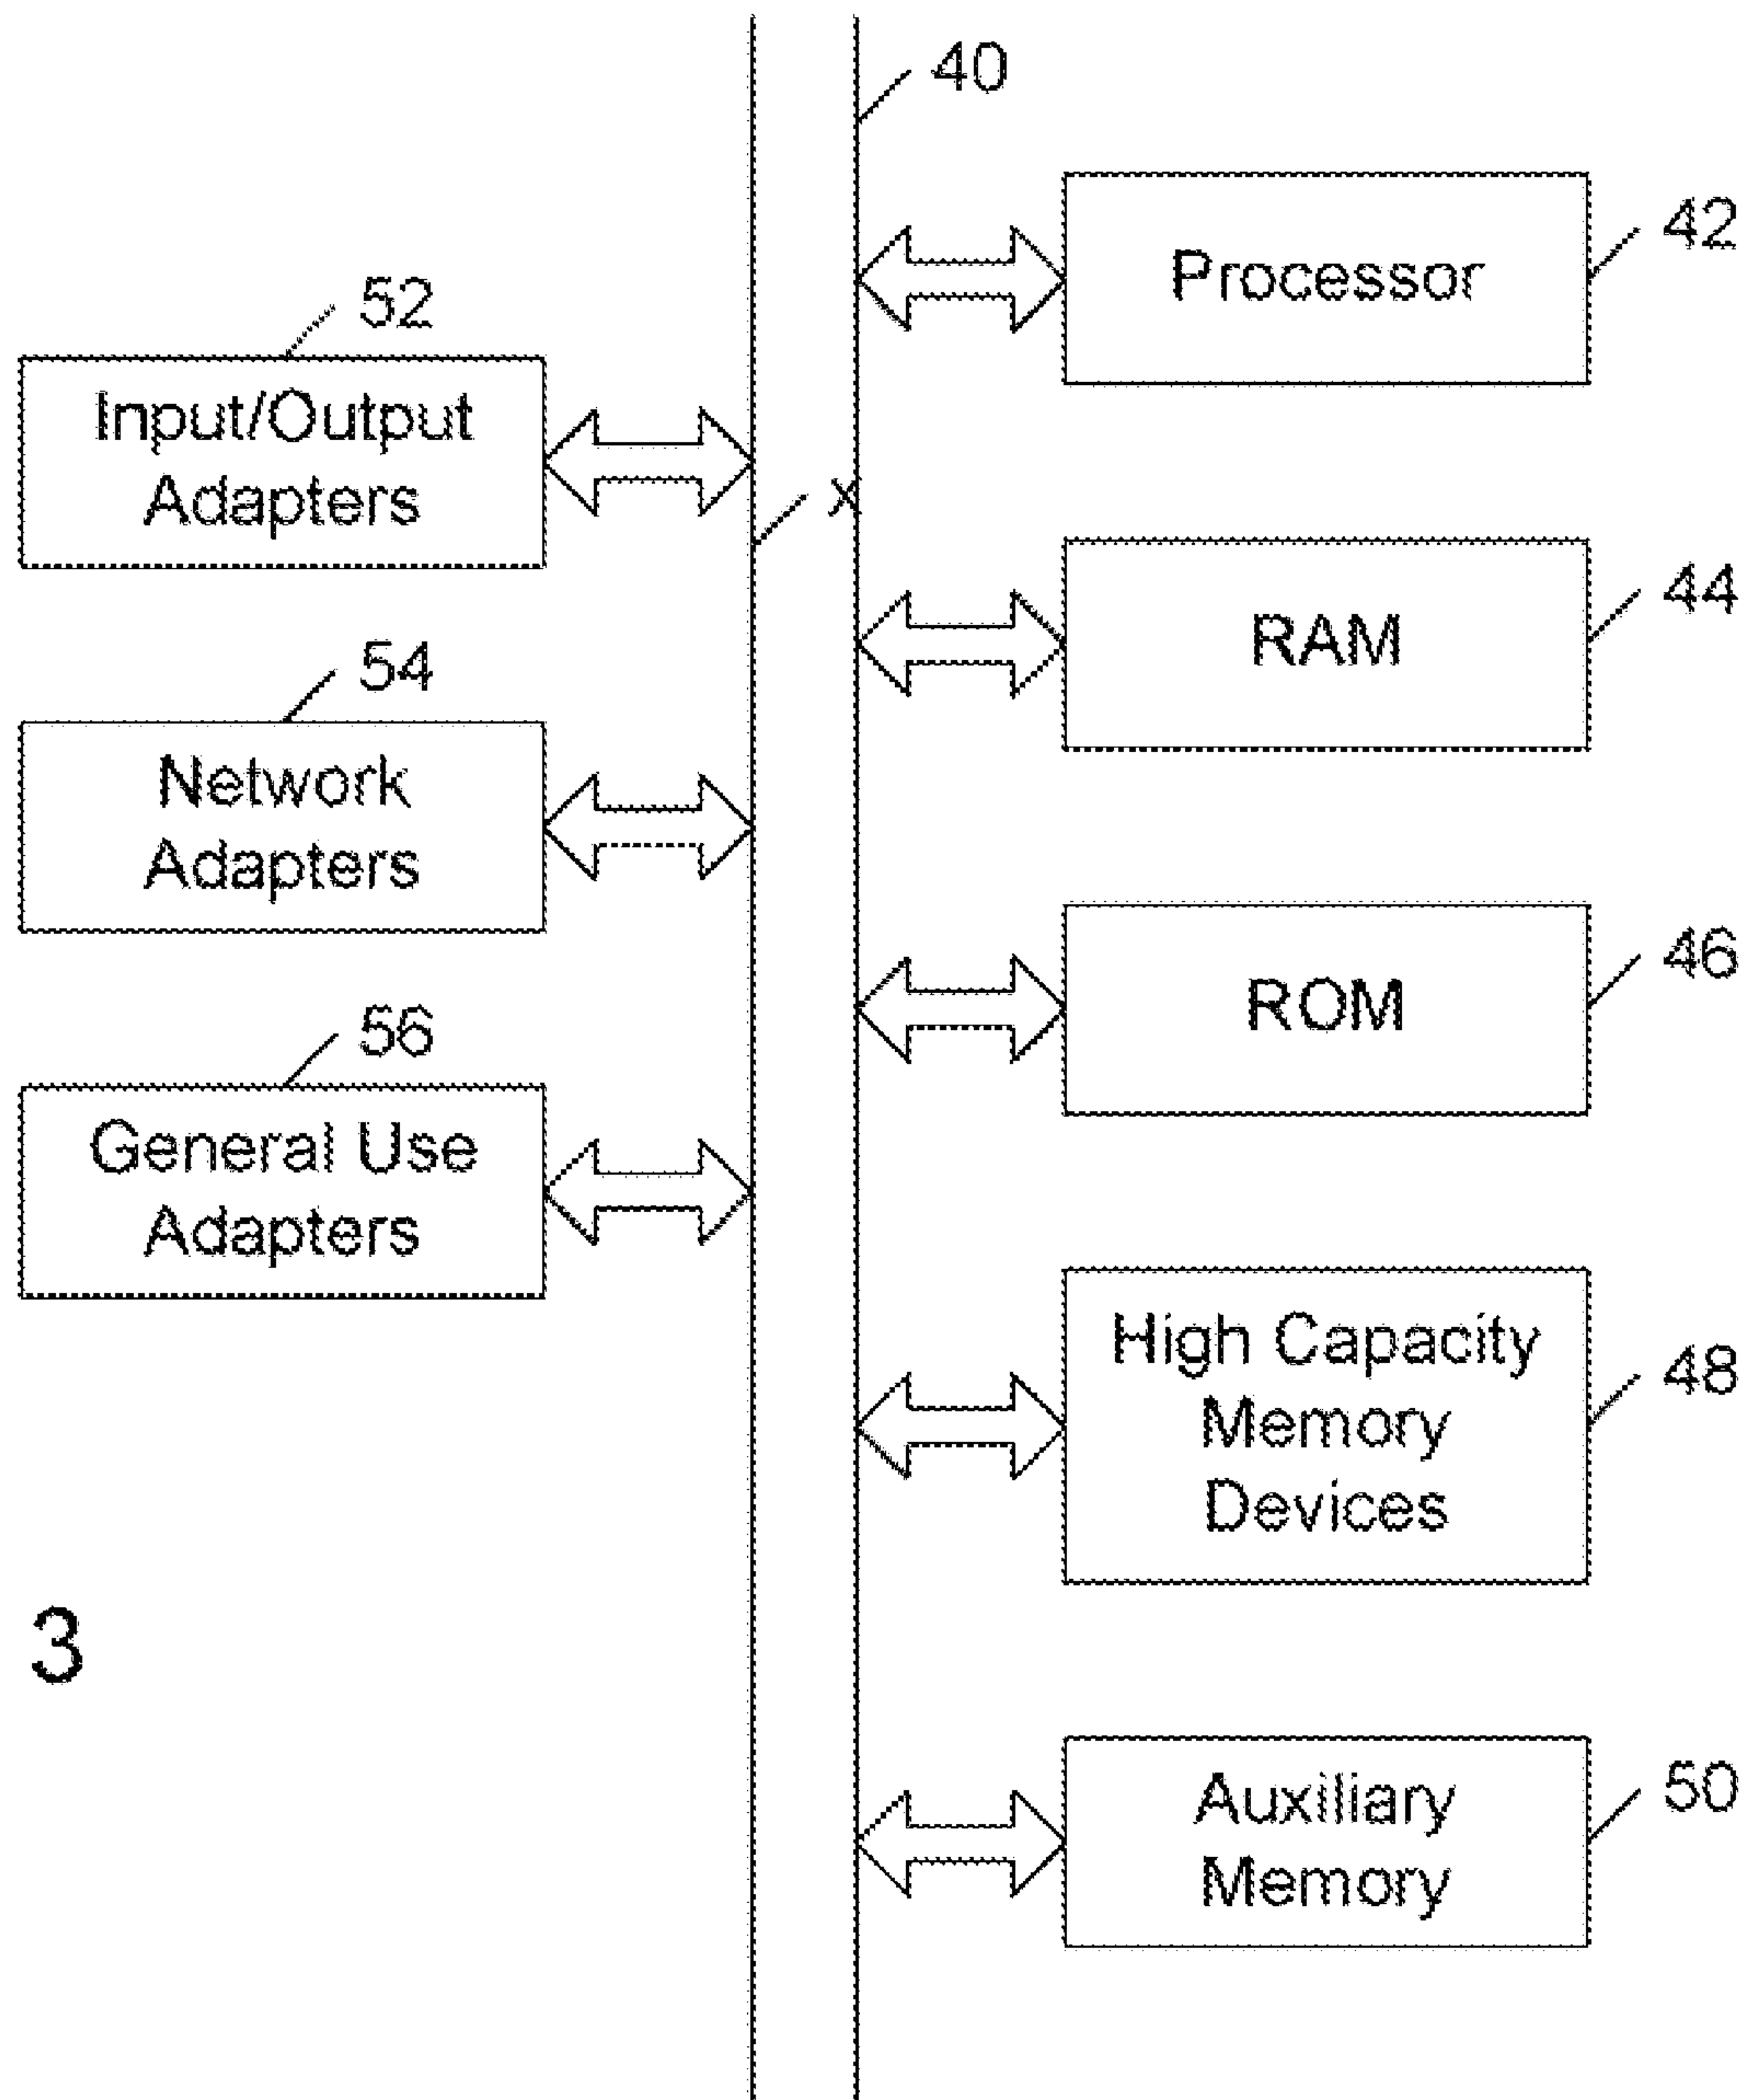 40
Processor
42
52
Input/Output
Adapters
x
RAM
44
54
Network
Adapters
ROM
46
56
General Use
Adapters
High Capacity
Memory
Devices
48
3
Auxiliary
Memory
50